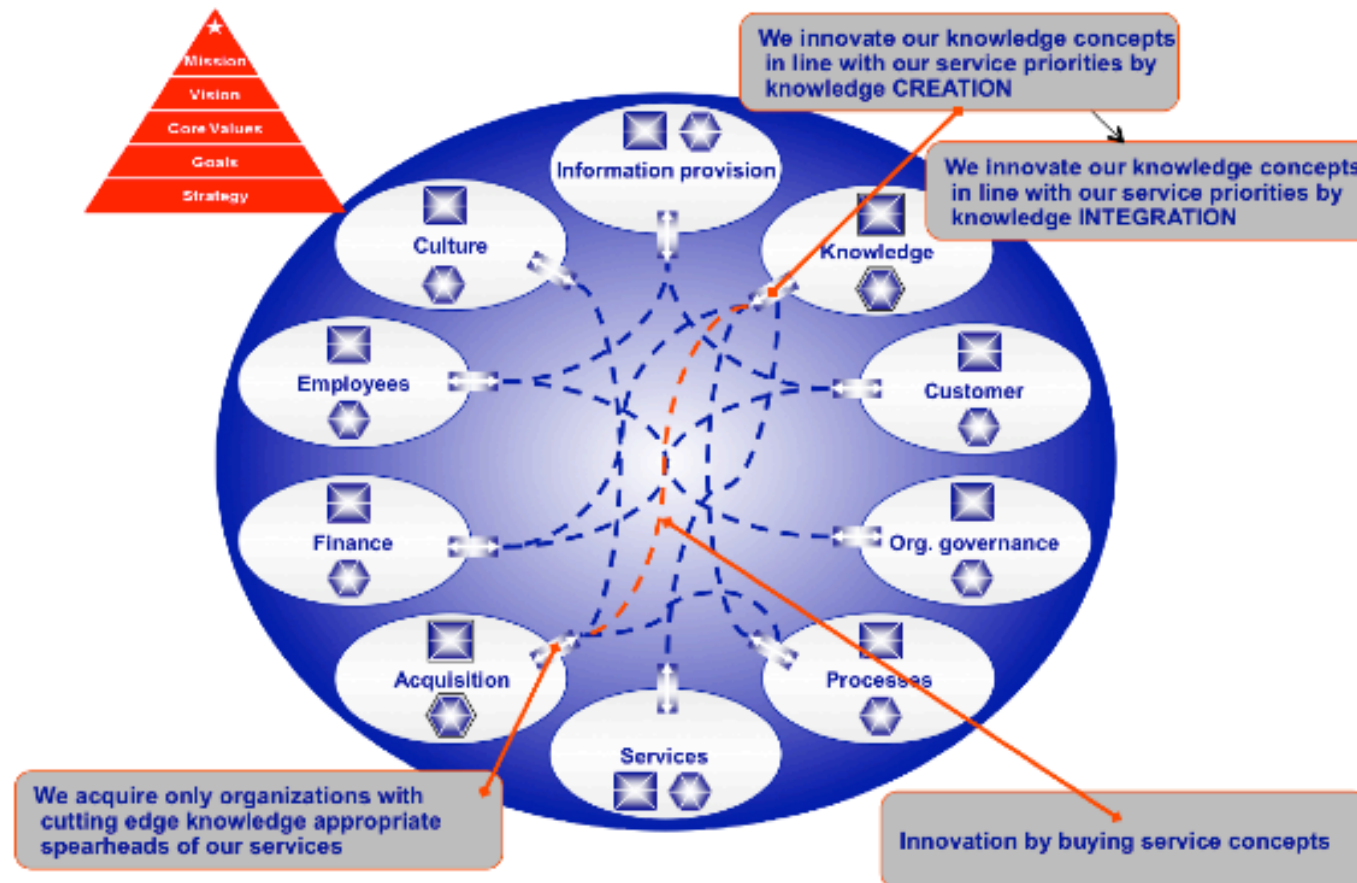 Mission
Vision
Core Values
Goals
Strategy
We innovate our knowledge concepts
in line with our service priorities by
knowledge CREATION
We innovate our knowledge concepts
in line with our service priorities by
knowledge INTEGRATION
Information provision
Culture
Knowledge
Employees
Customer
Finance
Org. governance
Acquisition
Processes
Services
We acquire only organizations with
cutting edge knowledge appropriate
spearheads of our services
Innovation by buying service concepts